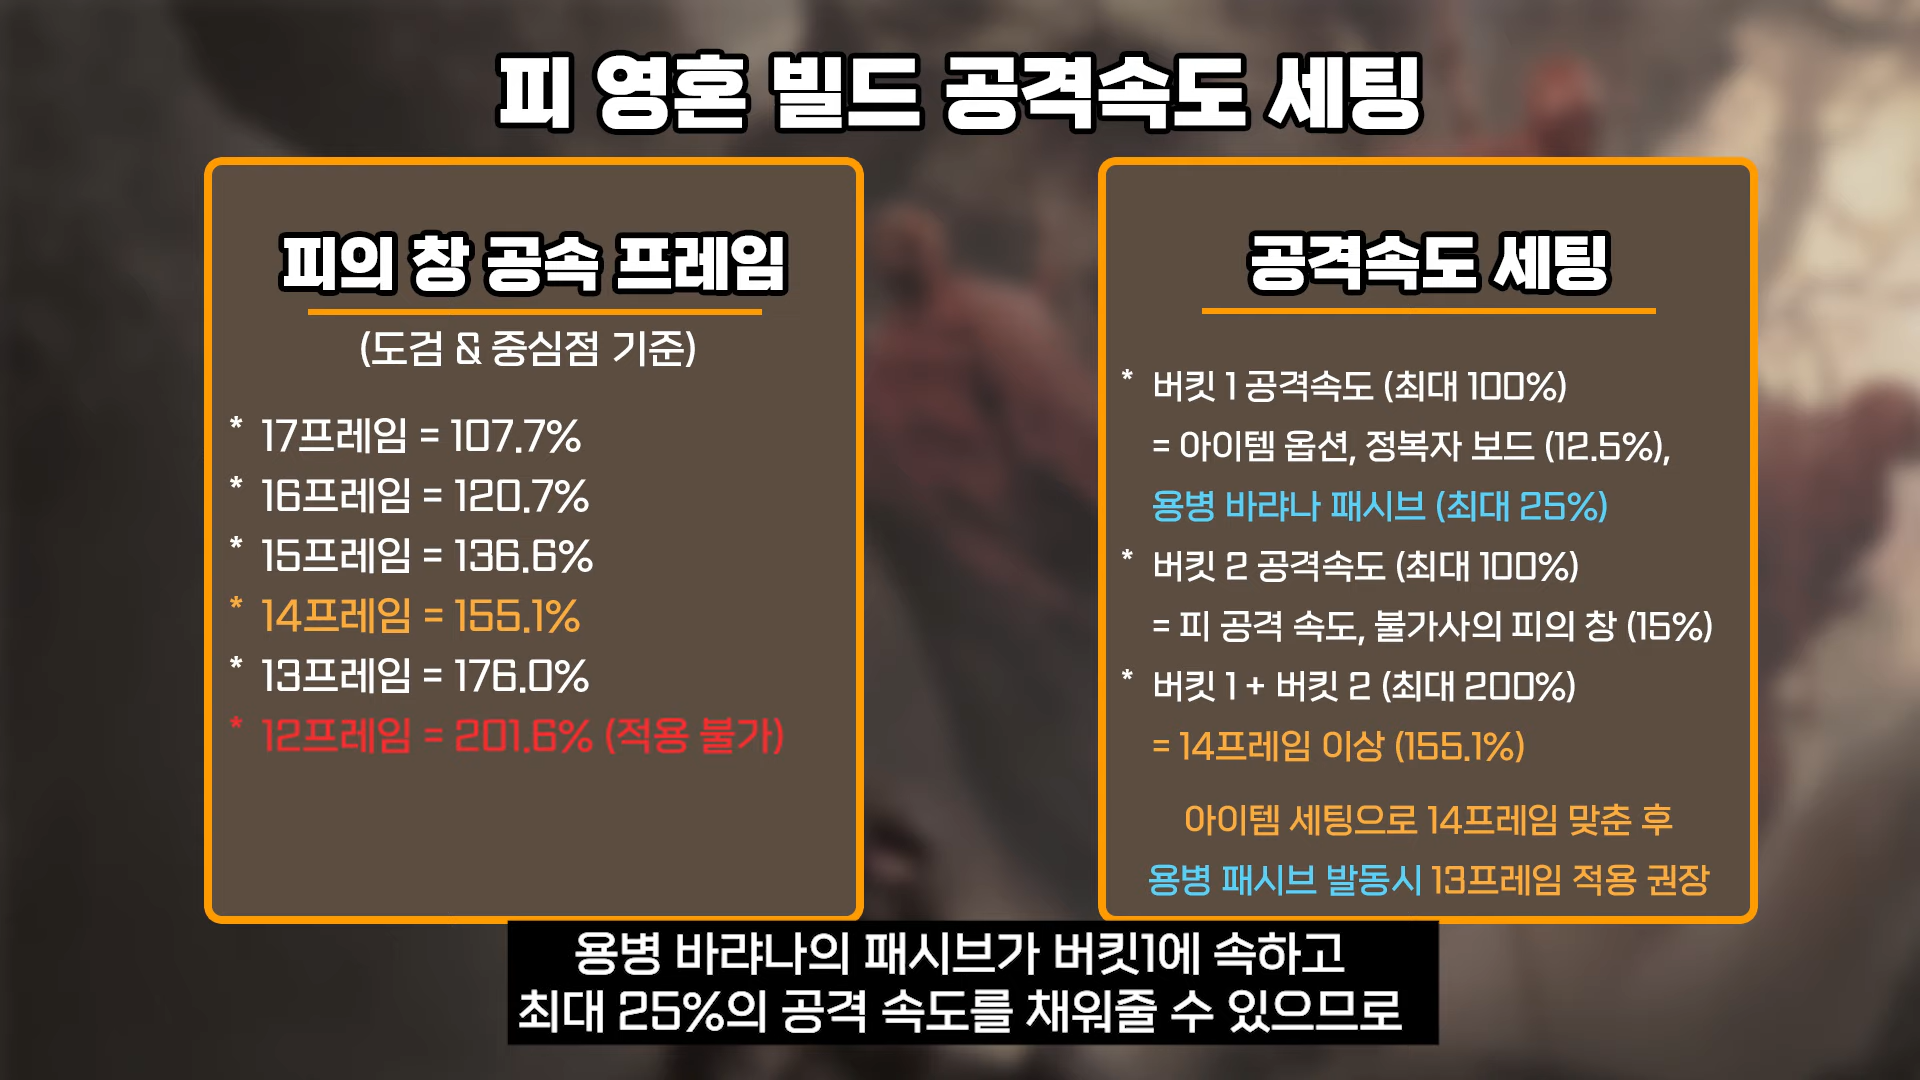 피 영혼 빌드 공격속도 세팅
피의 창 공속 프레임
(도검 & 중심점 기준)
* 17프레임 = 107.7%
* 16프레임 = 120.7%
* 15프레임 = 136.6%
* 14프레임 = 155.1%
* 13프레임 = 176.0%
* 12프레임 = 201.6% (적용 불가)
공격속도 세팅
* 버킷 1 공격속도 (최대 100%)
= 아이템 옵션, 정복자 보드 (12.5%),
용병 바랴나 패시브 (최대 25%)
* 버킷 2 공격속도 (최대 100%)
= 피 공격 속도, 불가사의 피의 창 (15%)
* 버킷 1 + 버킷 2 (최대 200%)
= 14프레임 이상 (155.1%)
아이템 세팅으로 14프레임 맞춘 후
용병 패시브 발동시 13프레임 적용 권장
용병 바랴나의 패시브가 버킷1에 속하고
최대 25%의 공격 속도를 채워줄 수 있으므로